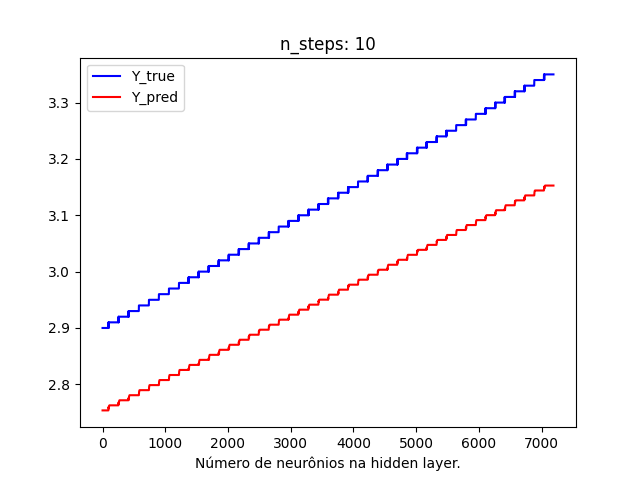 n_steps: 10
Y_true
Y_pred
3.3
3.2
3.1
3.0
2.9
2.8
0 1000 2000 3000 4000 5000 6000 7000
Número de neurônios na hidden layer.